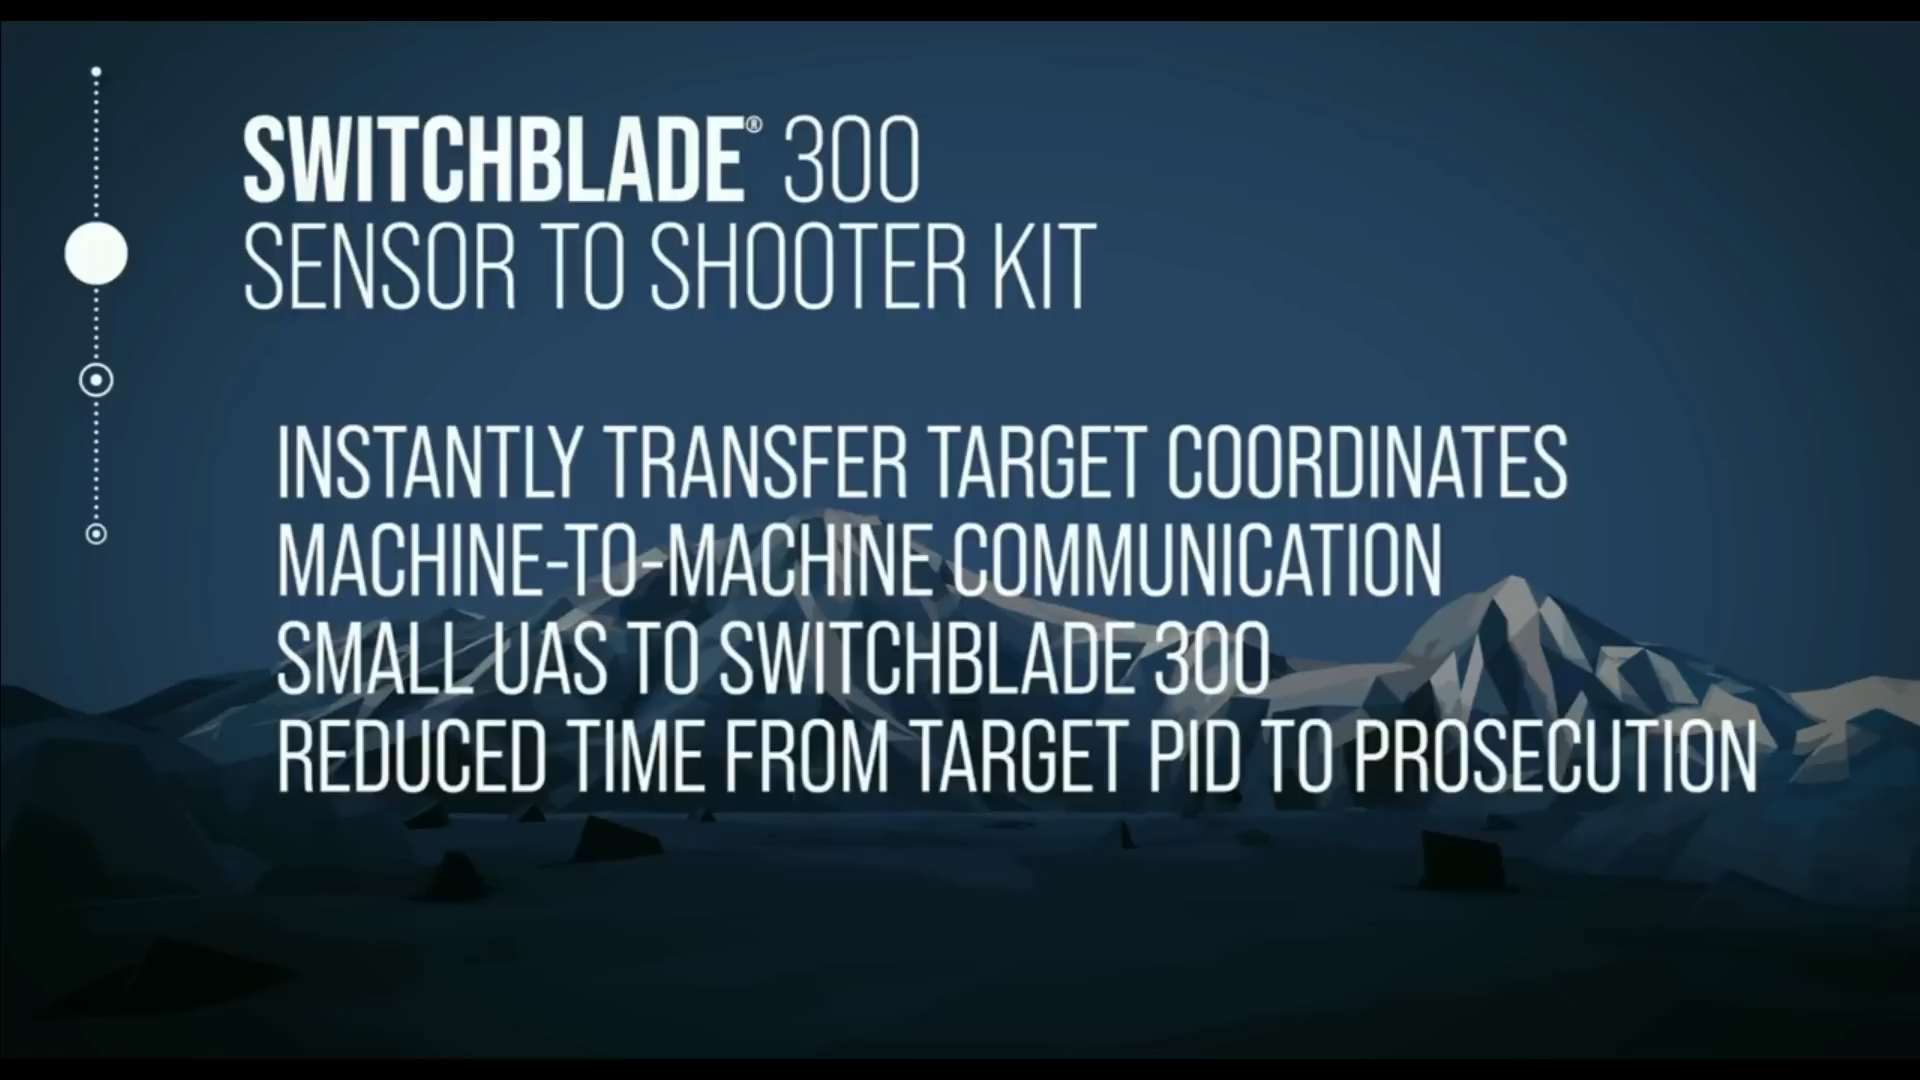 SWITCHBLADE® 300
SENSOR TO SHOOTER KIT
INSTANTLY TRANSFER TARGET COORDINATES
MACHINE-TO-MACHINE COMMUNICATION
SMALL UAS TO SWITCHBLADE 300
REDUCED TIME FROM TARGET PID TO PROSECUTION